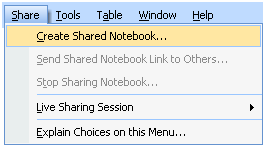 Share Tools Table Window Help
Create Shared Notebook...
Send Shared Notebook Link to Others...
Stop Sharing Notebook...
Live Sharing Session
Explain Choices on this Menu...